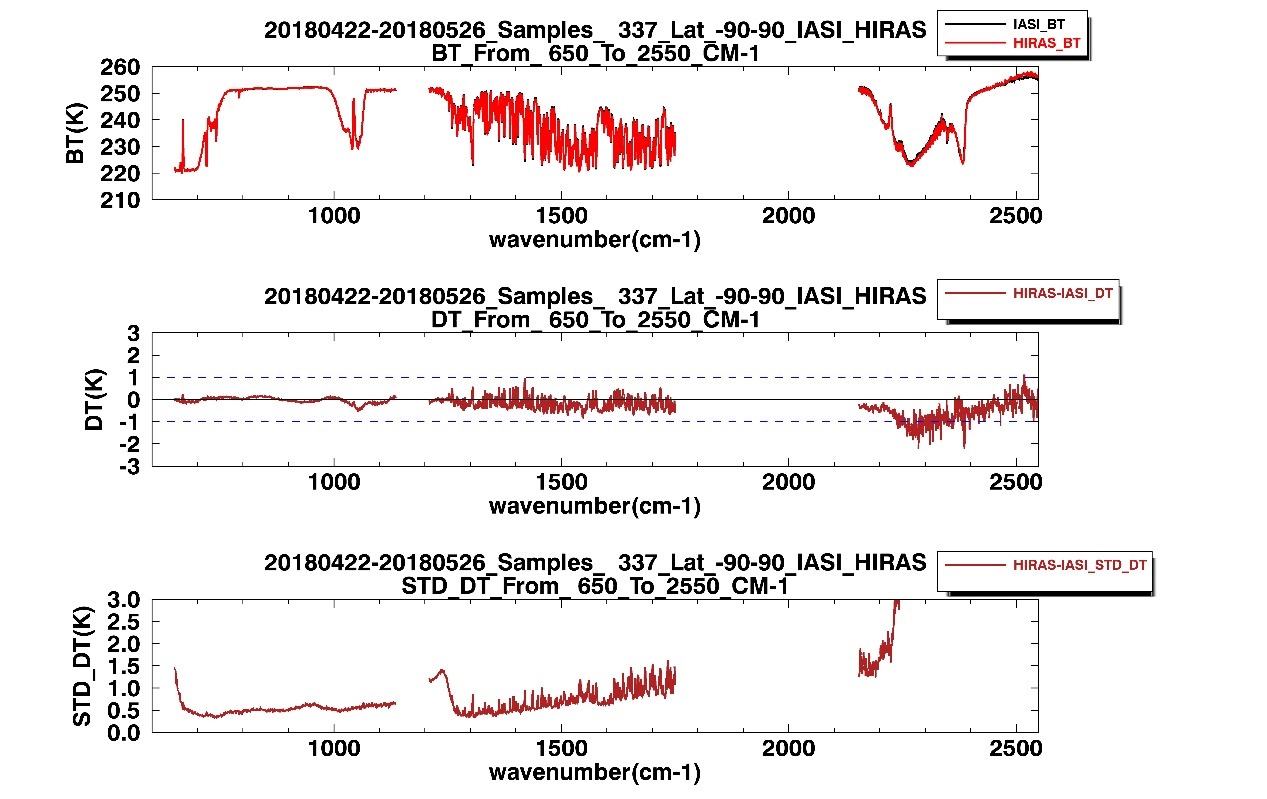 20180422-20180526_Samples_ 337_Lat_-90-90_IASI_HIRAS
BT_From_ 650_To_2550_CM-1
IASI_BT
HIRAS_BT
260
250
240
230
220
210
BT(K)
1000 1500 2000 2500
wavenumber(cm-1)
20180422-20180526_Samples_ 337_Lat_-90-90_IASI_HIRAS
DT_From_ 650_To_2550_CM-1
HIRAS-IASI_DT
3
2
1
0
-1
-2
-3
DT(K)
1000 1500 2000 2500
wavenumber(cm-1)
20180422-20180526_Samples_ 337_Lat_-90-90_IASI_HIRAS
STD_DT_From_ 650_To_2550_CM-1
HIRAS-IASI_STD_DT
3.0
2.5
2.0
1.5
1.0
0.5
0.0
STD_DT(K)
1000 1500 2000 2500
wavenumber(cm-1)